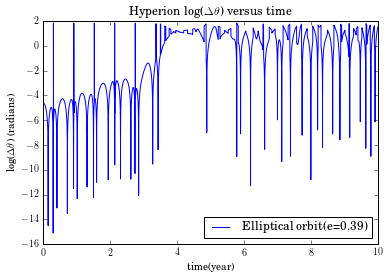 Hyperion log(Δθ̇) versus time
log(Δθ̇) (radians)
2
0
−2
−4
−6
−8
−10
−12
−14
−16
Elliptical orbit(e=0.39)
0 2 4 6 8 10
time(year)